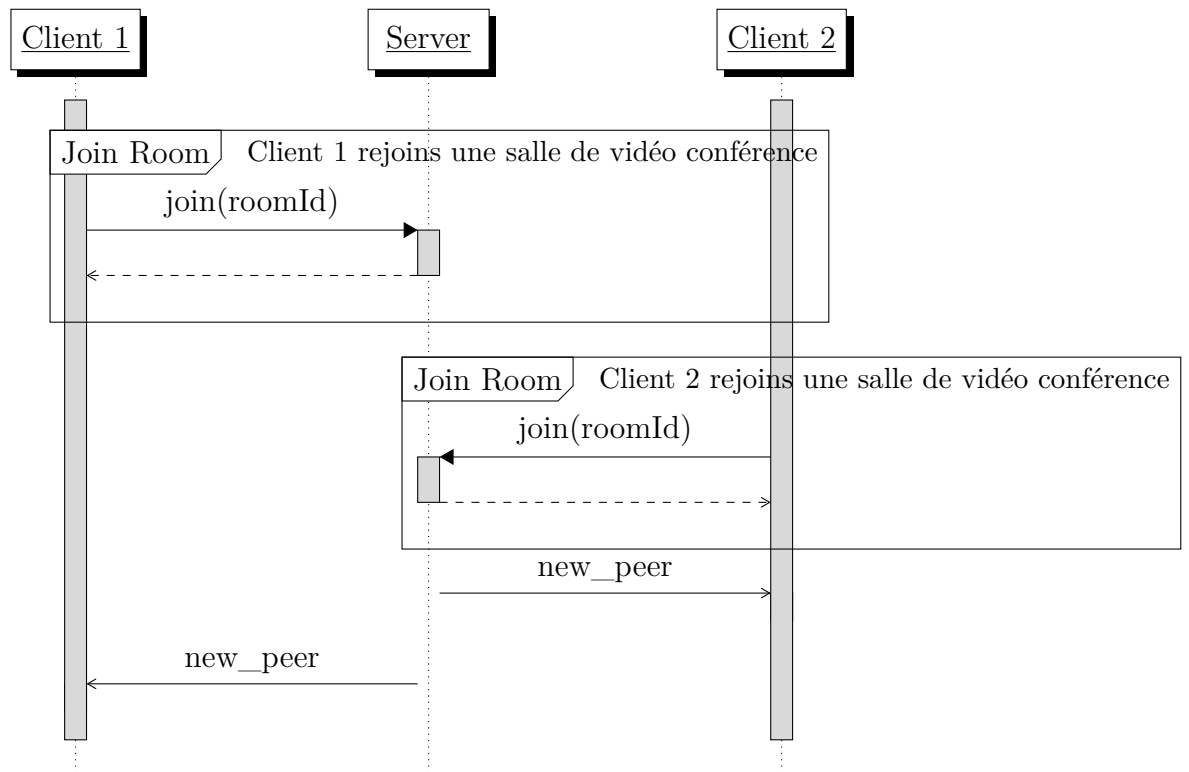 Client 1
Server
Client 2
Join Room
Client 1 rejoins une salle de vidéo conférence
join(roomId)
Join Room
Client 2 rejoins une salle de vidéo conférence
join(roomId)
new_peer
new_peer